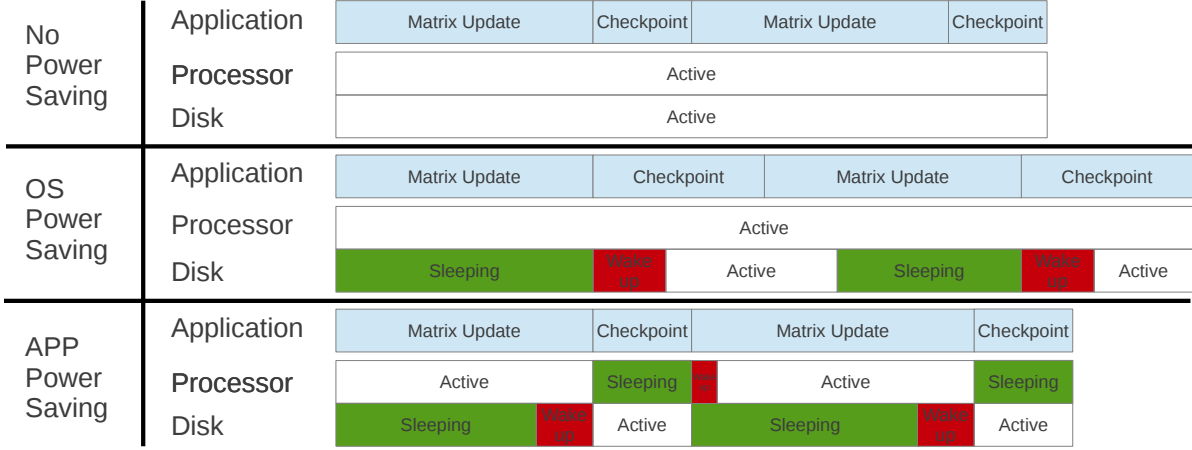 No
Power
Saving
Application
Matrix Update
Checkpoint
Matrix Update
Checkpoint
Processor
Active
Disk
Active
OS
Power
Saving
Application
Matrix Update
Checkpoint
Matrix Update
Checkpoint
Processor
Active
Disk
Sleeping
Wake
up
Active
Sleeping
Wake
up
Active
APP
Power
Saving
Application
Matrix Update
Checkpoint
Matrix Update
Checkpoint
Processor
Active
Sleeping
Active
Sleeping
Disk
Sleeping
Wake
up
Active
Sleeping
Wake
up
Active